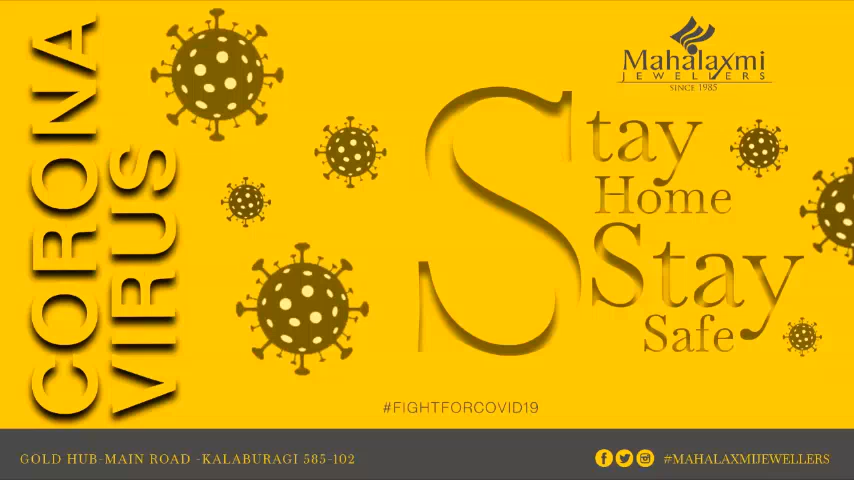 CORONA
VIRUS
Mahalaxmi
JEWELLERS
SINCE 1985
Stay
Home
Stay
Safe
#FIGHTFORCOVID19
GOLD HUB-MAIN ROAD -KALABURAGI 585-102
#MAHALAXMIJEWELLERS